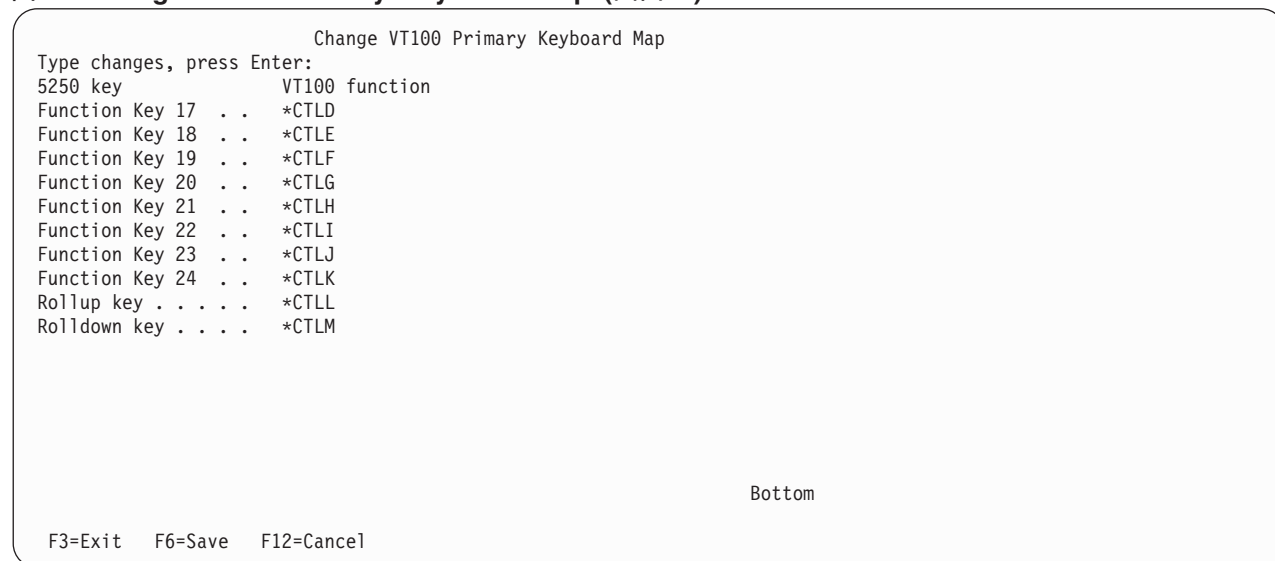 Change VT100 Primary Keyboard Map
Type changes, press Enter:
5250 key VT100 function
Function Key 17 . . *CTLD
Function Key 18 . . *CTLE
Function Key 19 . . *CTLF
Function Key 20 . . *CTLG
Function Key 21 . . *CTLH
Function Key 22 . . *CTLI
Function Key 23 . . *CTLJ
Function Key 24 . . *CTLK
Rollup key . . . . . *CTLL
Rolldown key . . . . *CTLM
Bottom
F3=Exit F6=Save F12=Cancel